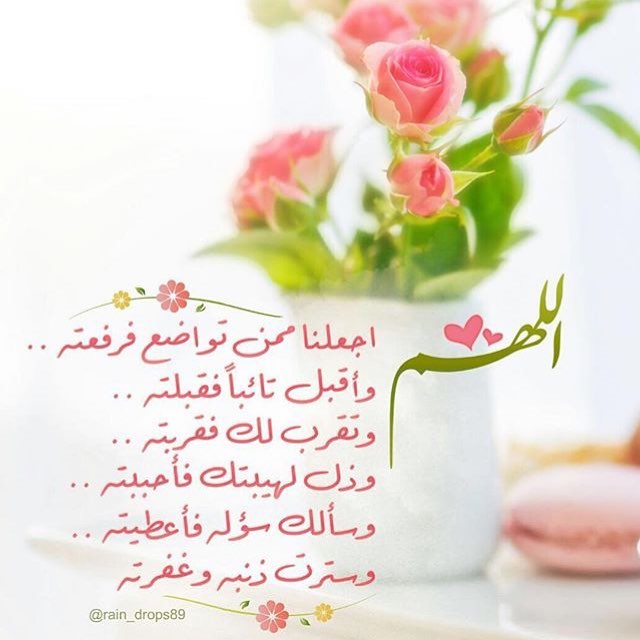 اللهم
اجعلنا ممن تواضع فرفعته ..
وأقبل تائباً فقبلته ..
وتقرب لك فقربته ..
وذل لهيبتك فأحببته ..
وسألك سؤله فأعطيته ..
وسترت ذنبه وغفرته
@rain_drops89